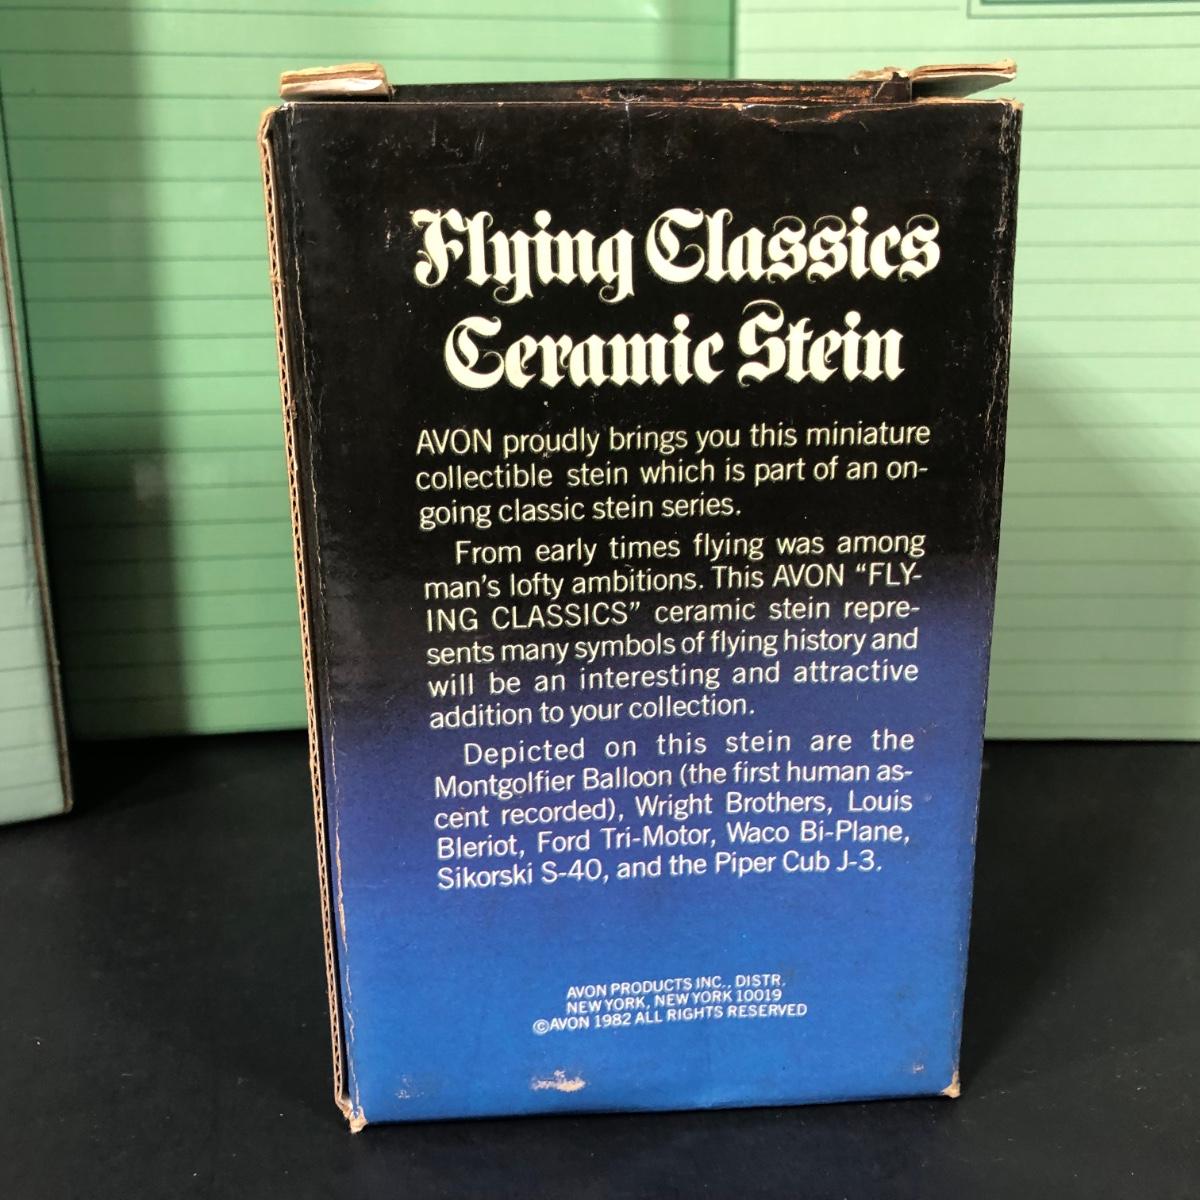 Flying Classics
Ceramic Stein
AVON proudly brings you this miniature
collectible stein which is part of an on-
going classic stein series.
From early times flying was among
man's lofty ambitions. This AVON "FLY-
ING CLASSICS" ceramic stein repre-
sents many symbols of flying history and
will be an interesting and attractive
addition to your collection.
Depicted on this stein are the
Montgolfier Balloon (the first human as-
cent recorded), Wright Brothers, Louis
Bleriot, Ford Tri-Motor, Waco Bi-Plane,
Sikorski S-40, and the Piper Cub J-3.
AVON PRODUCTS INC., DISTR.
NEW YORK, NEW YORK 10019
©AVON 1982 ALL RIGHTS RESERVED